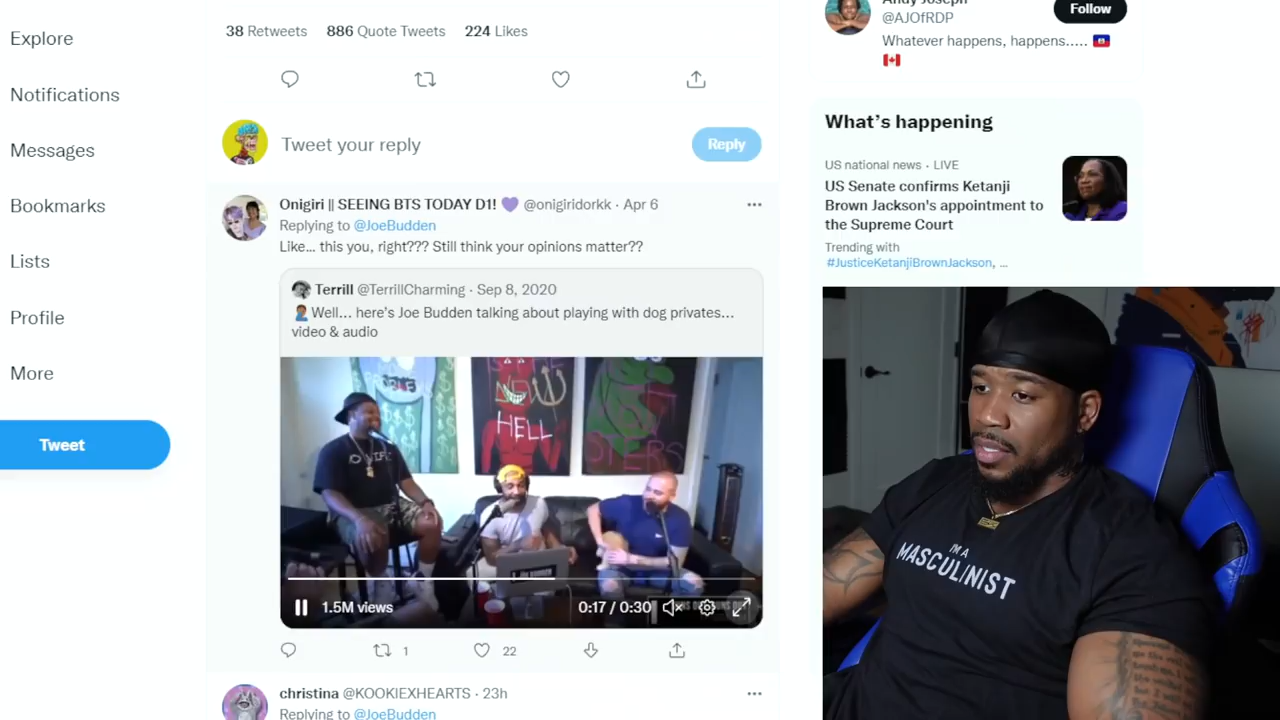 Explore
Notifications
Messages
Bookmarks
Lists
Profile
More
Tweet
38 Retweets 886 Quote Tweets 224 Likes
Tweet your reply
Reply
Onigiri || SEEING BTS TODAY D1! 💜 @onigiridorkk · Apr 6
Replying to @JoeBudden
Like... this you, right??? Still think your opinions matter??
Terrill @TerrillCharming · Sep 8, 2020
🤦🏾‍♂️Well... here's Joe Budden talking about playing with dog privates...
video & audio
NEW
HELL
1.5M views
0:17 / 0:30
1
22
christina @KOOKIEXHEARTS · 23h
Replying to @JoeBudden
Andy Joseph
@AJOfRDP
Follow
Whatever happens, happens..... 🇭🇹
🇨🇦
What's happening
US national news · LIVE
US Senate confirms Ketanji
Brown Jackson's appointment to
the Supreme Court
Trending with
#JusticeKetanjiBrownJackson, ...
I'M A
MASCULINIST